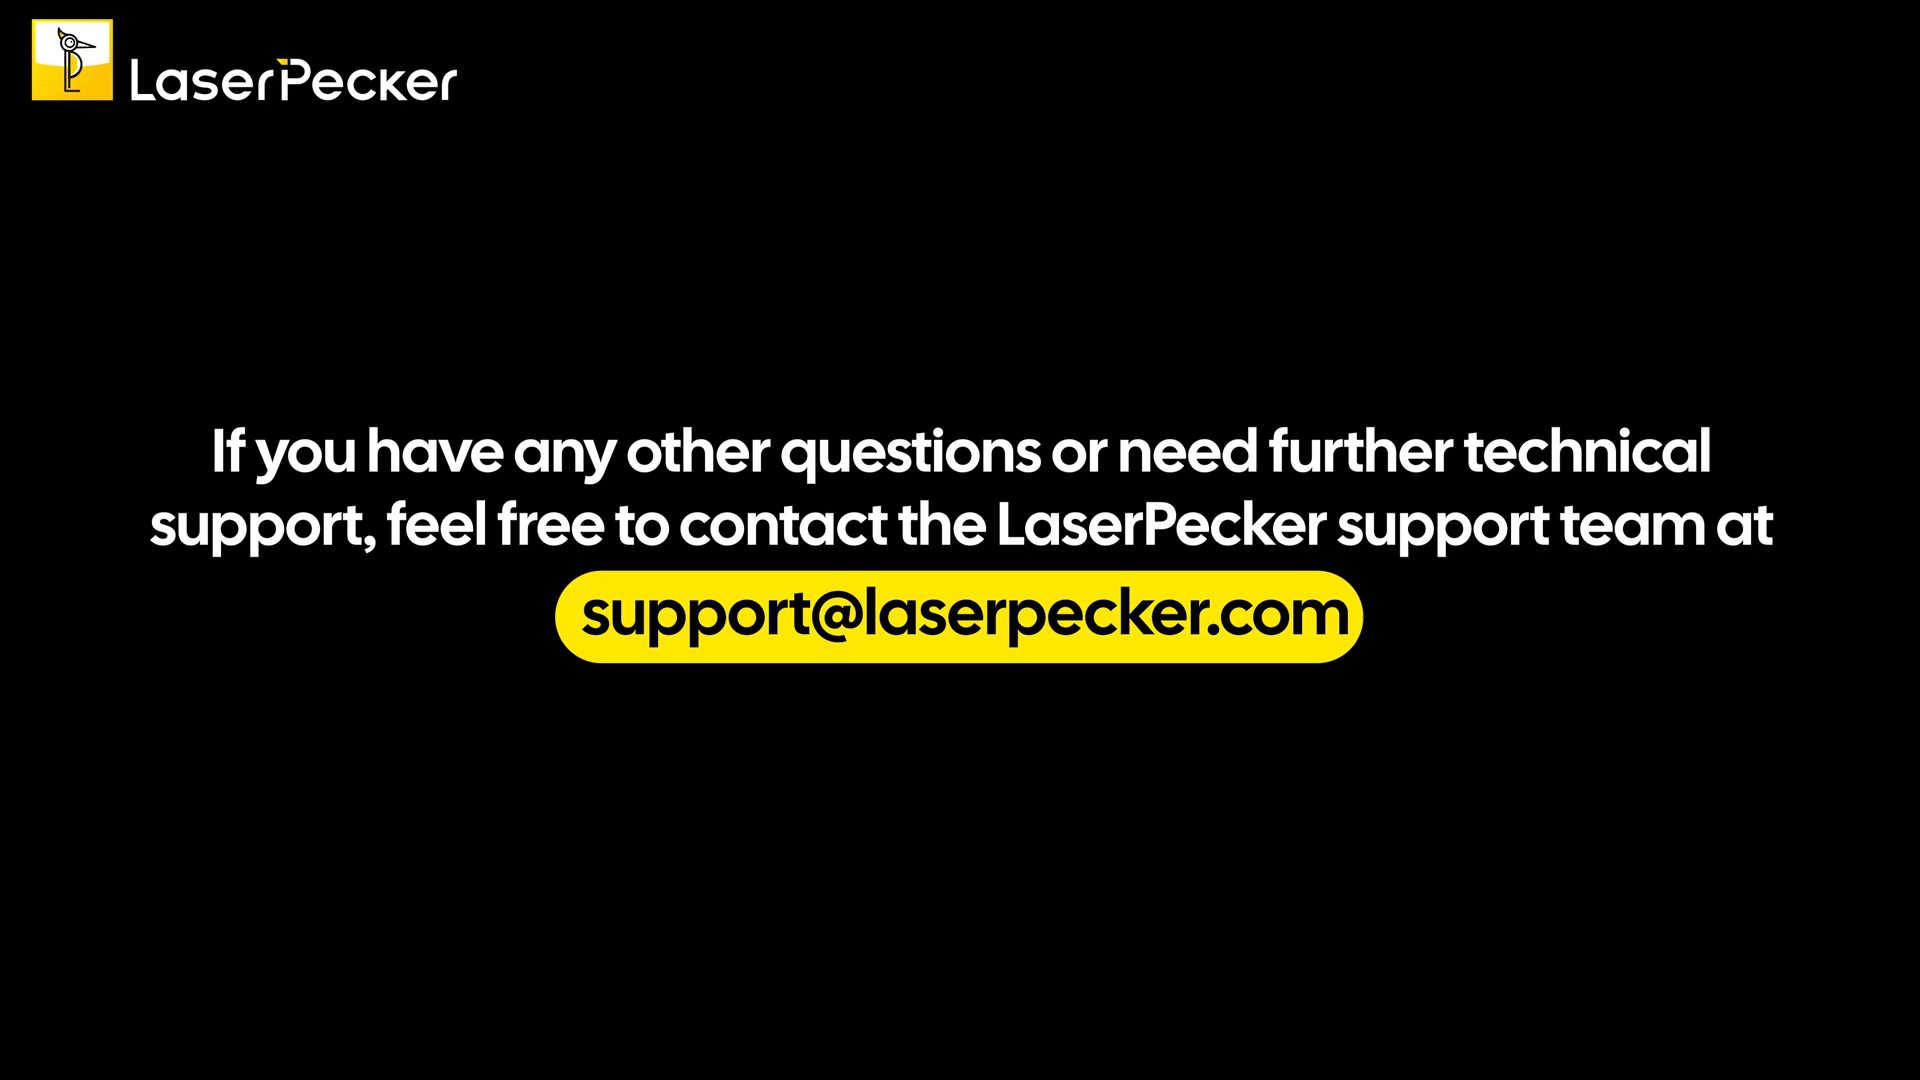 LaserPecker
If you have any other questions or need further technical
support, feel free to contact the LaserPecker support team at
support@laserpecker.com